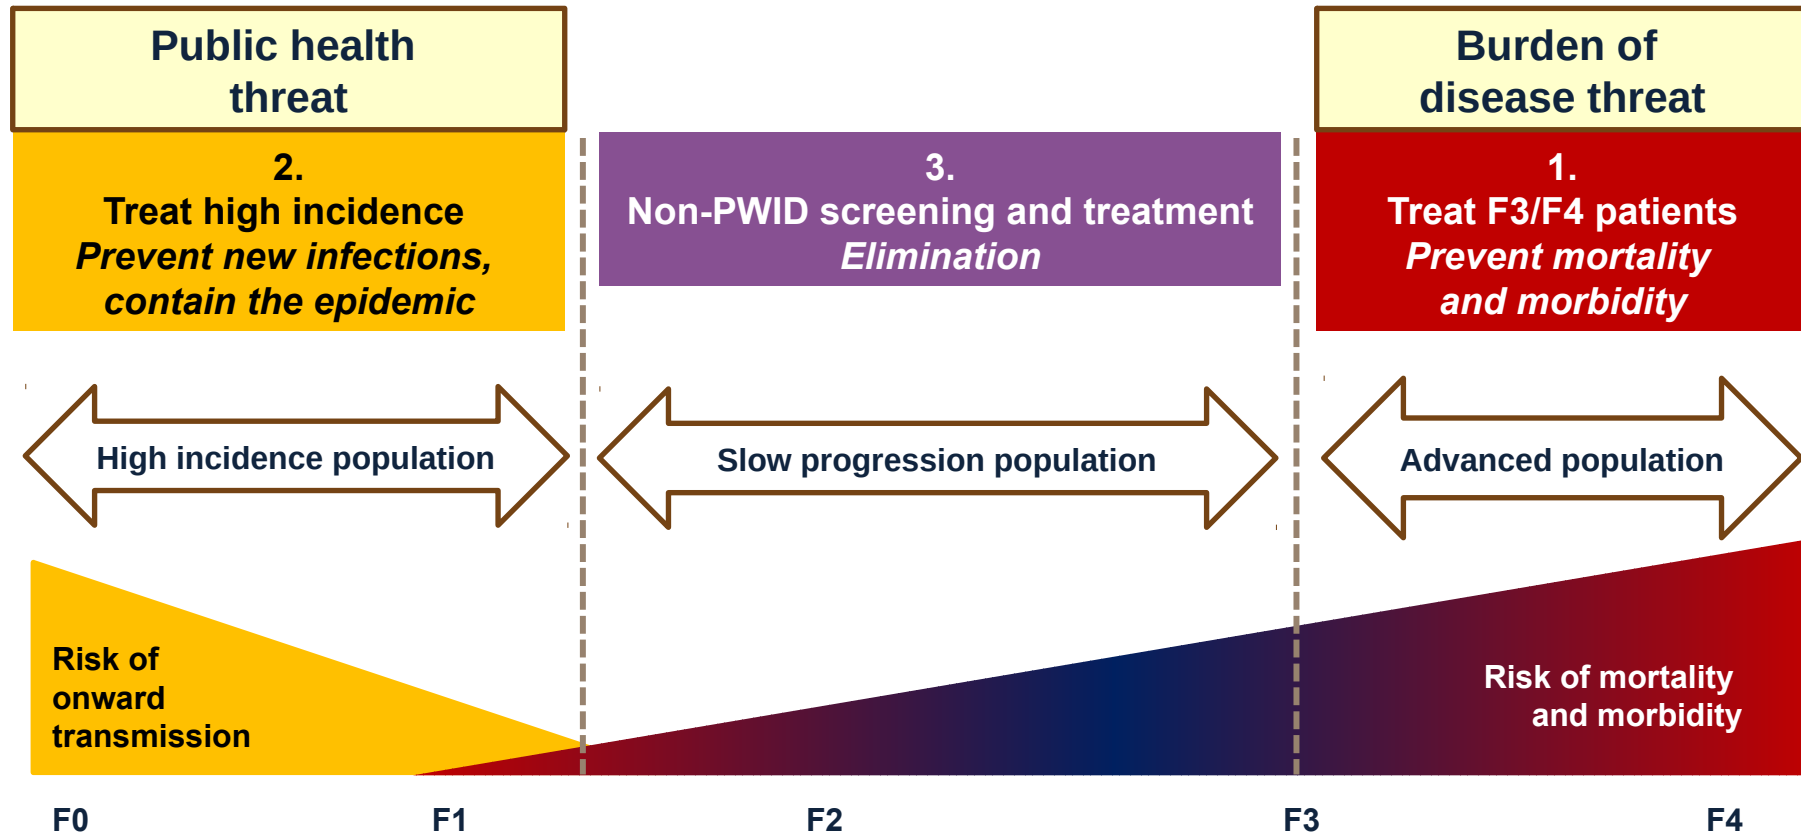 Public health
threat
Burden of
disease threat
2.
Treat high incidence
Prevent new infections,
contain the epidemic
3.
Non-PWID screening and treatment
Elimination
1.
Treat F3/F4 patients
Prevent mortality
and morbidity
High incidence population
Slow progression population
Advanced population
Risk of
onward
transmission
Risk of mortality
and morbidity
F0
F1
F2
F3
F4